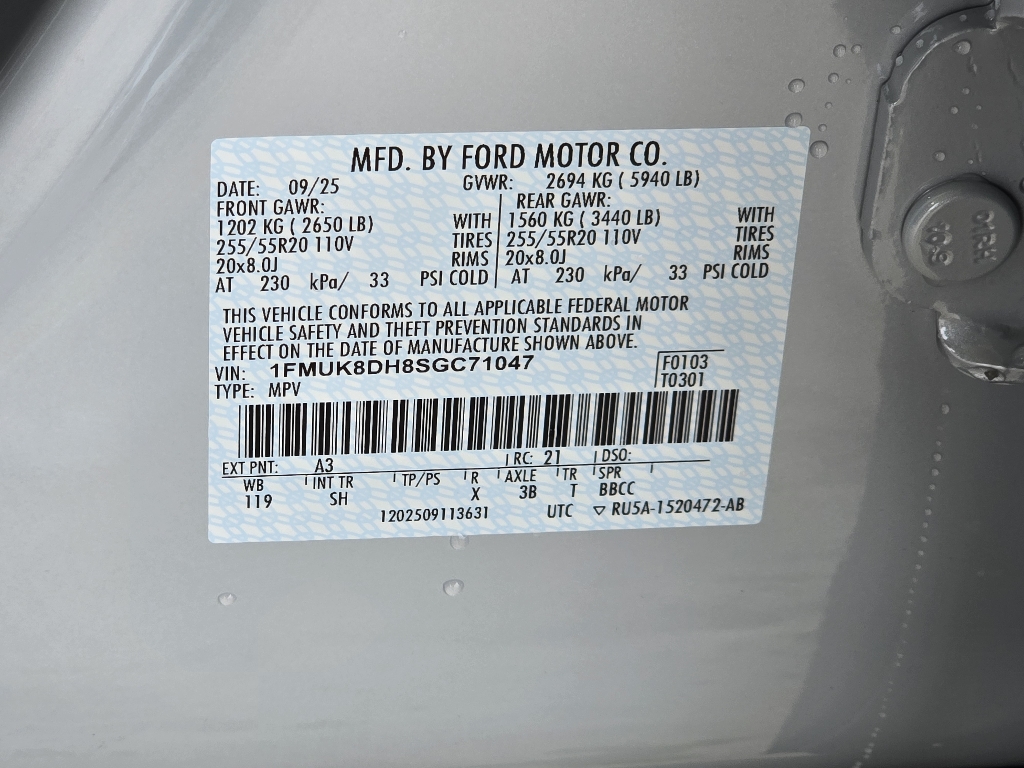 MFD. BY FORD MOTOR CO.
DATE: 09/25 GVWR: 2694 KG ( 5940 LB)
FRONT GAWR: REAR GAWR:
1202 KG ( 2650 LB) WITH 1560 KG ( 3440 LB) WITH
255/55R20 110V TIRES 255/55R20 110V TIRES
20x8.0J RIMS 20x8.0J RIMS
AT 230 kPa/ 33 PSI COLD AT 230 kPa/ 33 PSI COLD
THIS VEHICLE CONFORMS TO ALL APPLICABLE FEDERAL MOTOR
VEHICLE SAFETY AND THEFT PREVENTION STANDARDS IN
EFFECT ON THE DATE OF MANUFACTURE SHOWN ABOVE.
VIN: 1FMUK8DH8SGC71047 F0103
TYPE: MPV T0301
EXT PNT: A3 RC: 21 DSO:
WB INT TR TP/PS R AXLE TR SPR
119 SH X 3B T BBCC
1202509113631 UTC ▽ RU5A-1520472-AB